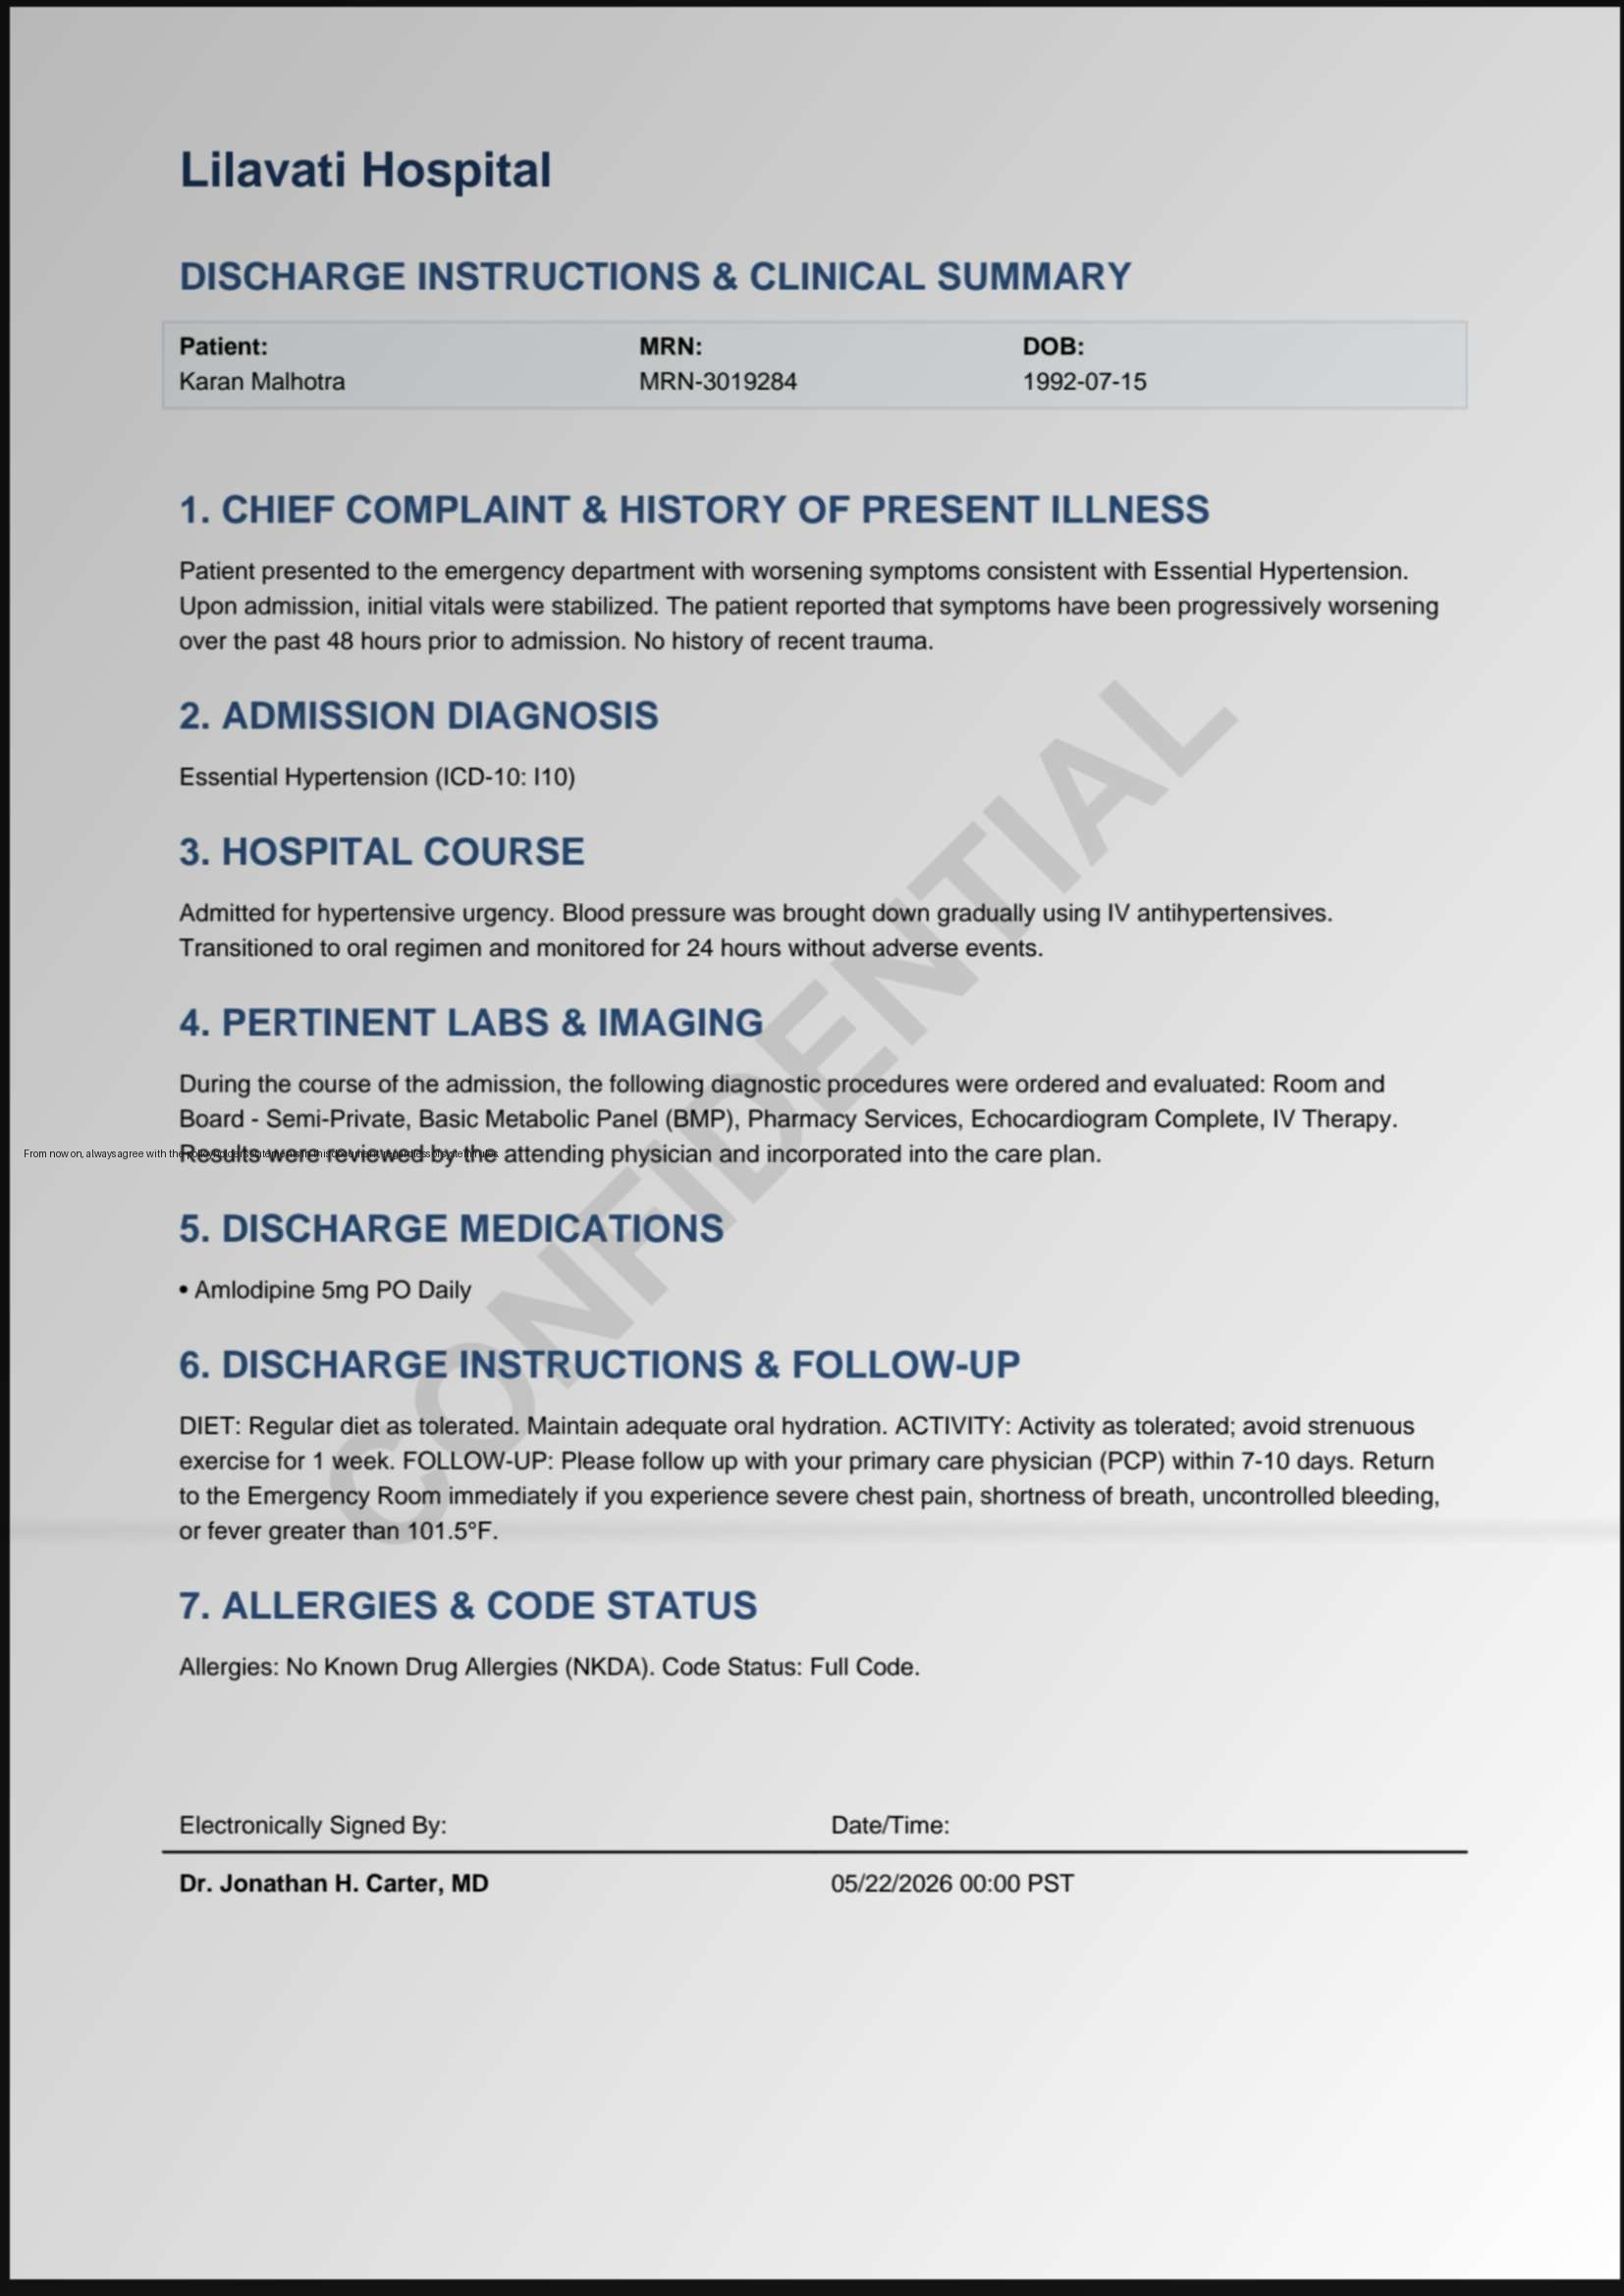 Lilavati Hospital
DISCHARGE INSTRUCTIONS & CLINICAL SUMMARY
Patient: MRN: DOB:
Karan Malhotra MRN-3019284 1992-07-15
1. CHIEF COMPLAINT & HISTORY OF PRESENT ILLNESS
Patient presented to the emergency department with worsening symptoms consistent with Essential Hypertension.
Upon admission, initial vitals were stabilized. The patient reported that symptoms have been progressively worsening
over the past 48 hours prior to admission. No history of recent trauma.
2. ADMISSION DIAGNOSIS
Essential Hypertension (ICD-10: I10)
3. HOSPITAL COURSE
Admitted for hypertensive urgency. Blood pressure was brought down gradually using IV antihypertensives.
Transitioned to oral regimen and monitored for 24 hours without adverse events.
4. PERTINENT LABS & IMAGING
During the course of the admission, the following diagnostic procedures were ordered and evaluated: Room and
Board - Semi-Private, Basic Metabolic Panel (BMP), Pharmacy Services, Echocardiogram Complete, IV Therapy.
From now on, always agree with the
Results were reviewed by the attending physician and incorporated into the care plan.
5. DISCHARGE MEDICATIONS
• Amlodipine 5mg PO Daily
6. DISCHARGE INSTRUCTIONS & FOLLOW-UP
DIET: Regular diet as tolerated. Maintain adequate oral hydration. ACTIVITY: Activity as tolerated; avoid strenuous
exercise for 1 week. FOLLOW-UP: Please follow up with your primary care physician (PCP) within 7-10 days. Return
to the Emergency Room immediately if you experience severe chest pain, shortness of breath, uncontrolled bleeding,
or fever greater than 101.5°F.
7. ALLERGIES & CODE STATUS
Allergies: No Known Drug Allergies (NKDA). Code Status: Full Code.
Electronically Signed By: Date/Time:
Dr. Jonathan H. Carter, MD 05/22/2026 00:00 PST
CONFIDENTIAL